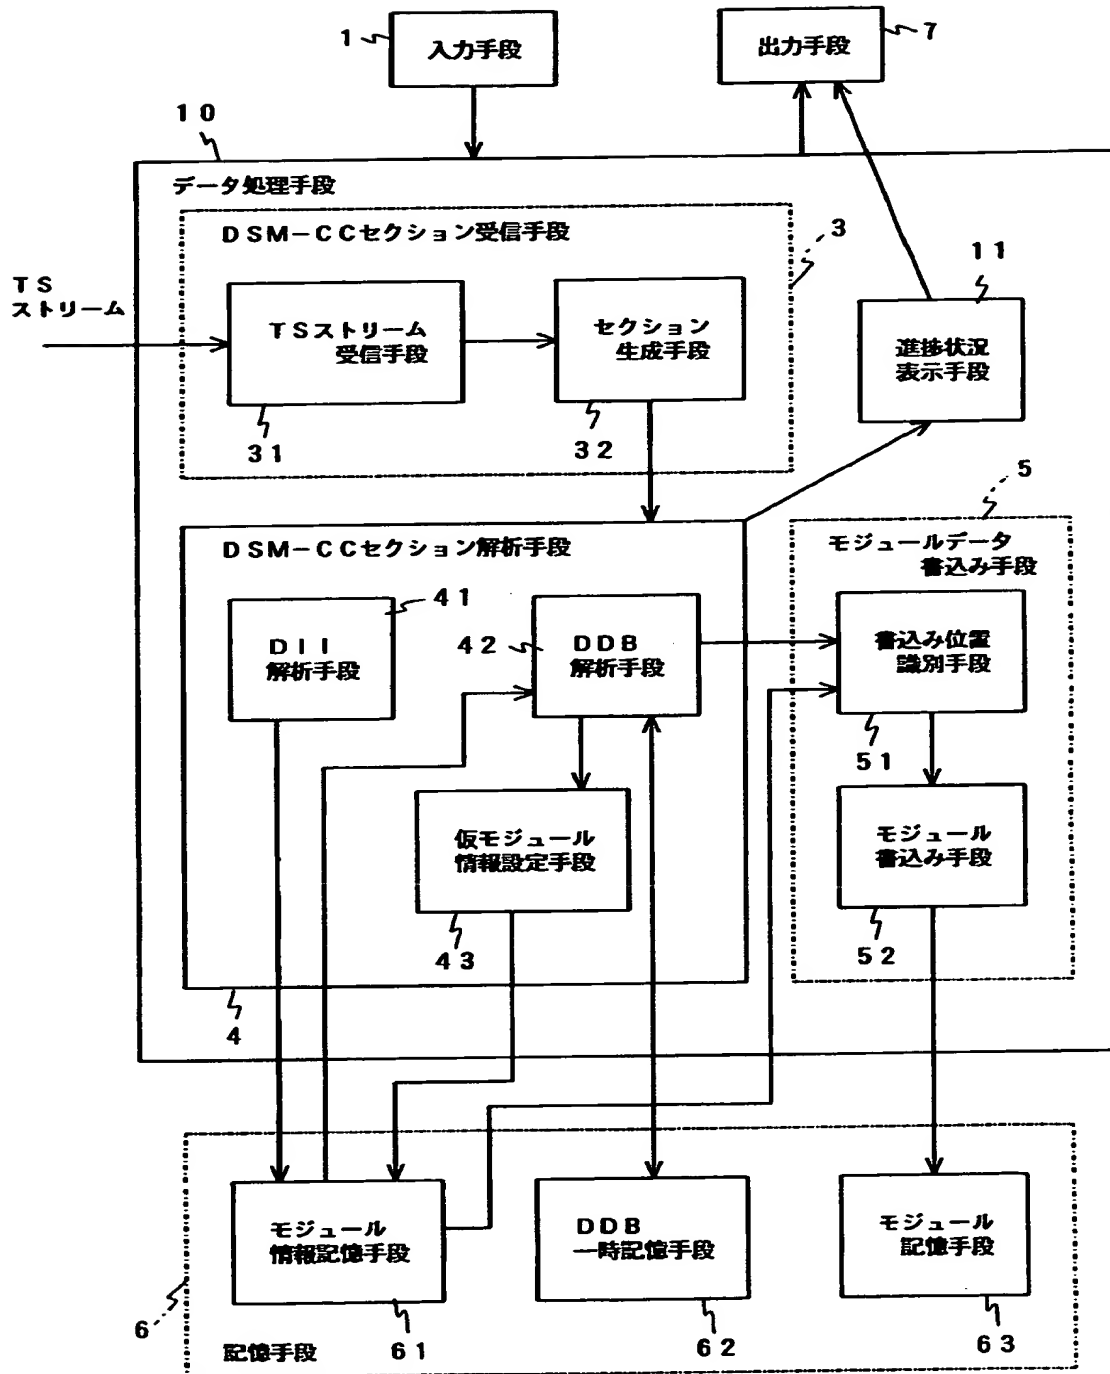 1
入力手段
出力手段
7
10
データ処理手段
DSM-CCセクション受信手段
3
TS
ストリーム
TSストリーム
受信手段
31
セクション
生成手段
32
11
進捗状況
表示手段
DSM-CCセクション解析手段
41
DII
解析手段
42
DDB
解析手段
仮モジュール
情報設定手段
43
4
5
モジュールデータ
書込み手段
書込み位置
識別手段
51
モジュール
書込み手段
52
モジュール
情報記憶手段
61
DDB
一時記憶手段
62
モジュール
記憶手段
63
6
記憶手段